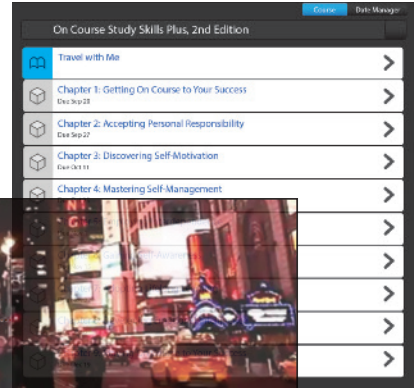 Course Date Manager
On Course Study Skills Plus, 2nd Edition
Travel with Me
Chapter 1: Getting On Course to Your Success
Due Sep 20
Chapter 2: Accepting Personal Responsibility
Due Sep 27
Chapter 3: Discovering Self-Motivation
Due Oct 11
Chapter 4: Mastering Self-Management